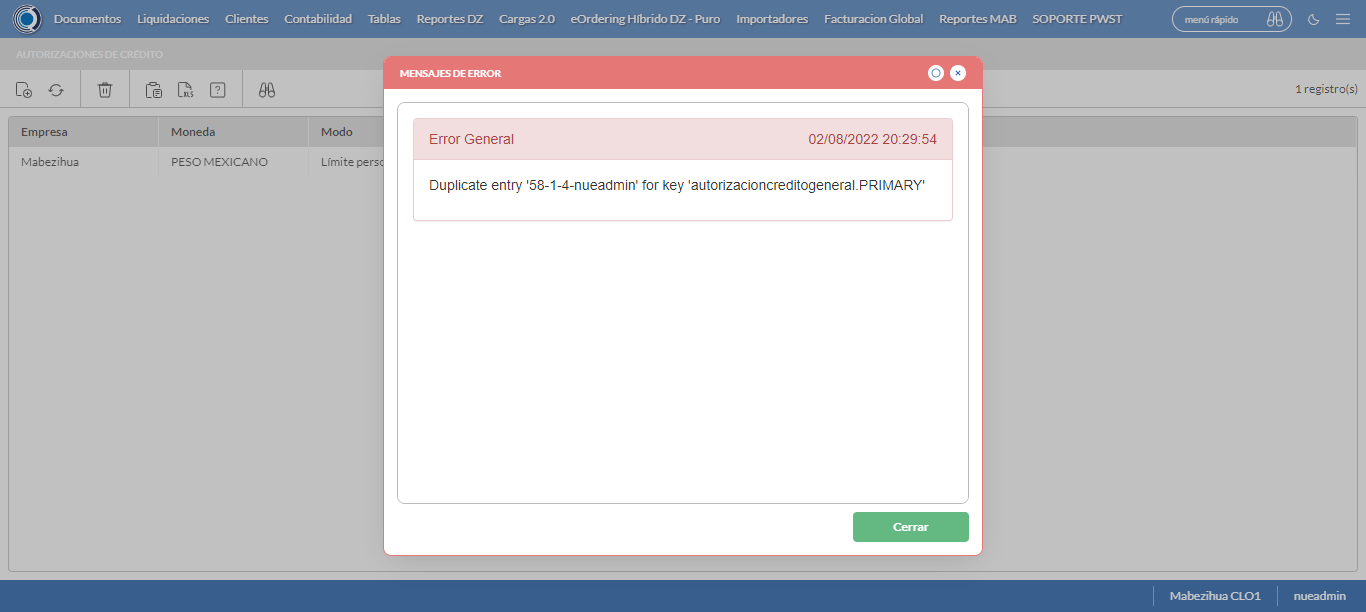 Documentos Liquidaciones Clientes Contabilidad Tablas Reportes DZ Cargas 2.0 eOrdering Híbrido DZ - Puro Importadores Facturacion Global Reportes MAB SOPORTE PWST menú rápido
AUTORIZACIONES DE CRÉDITO
MENSAJES DE ERROR
XLS ? 1 registro(s)
Empresa Moneda Modo
Mabezihua PESO MEXICANO Límite perso
Error General 02/08/2022 20:29:54
Duplicate entry '58-1-4-nueadmin' for key 'autorizacioncreditogeneral.PRIMARY'
Cerrar
Mabezihua CLO1 nueadmin